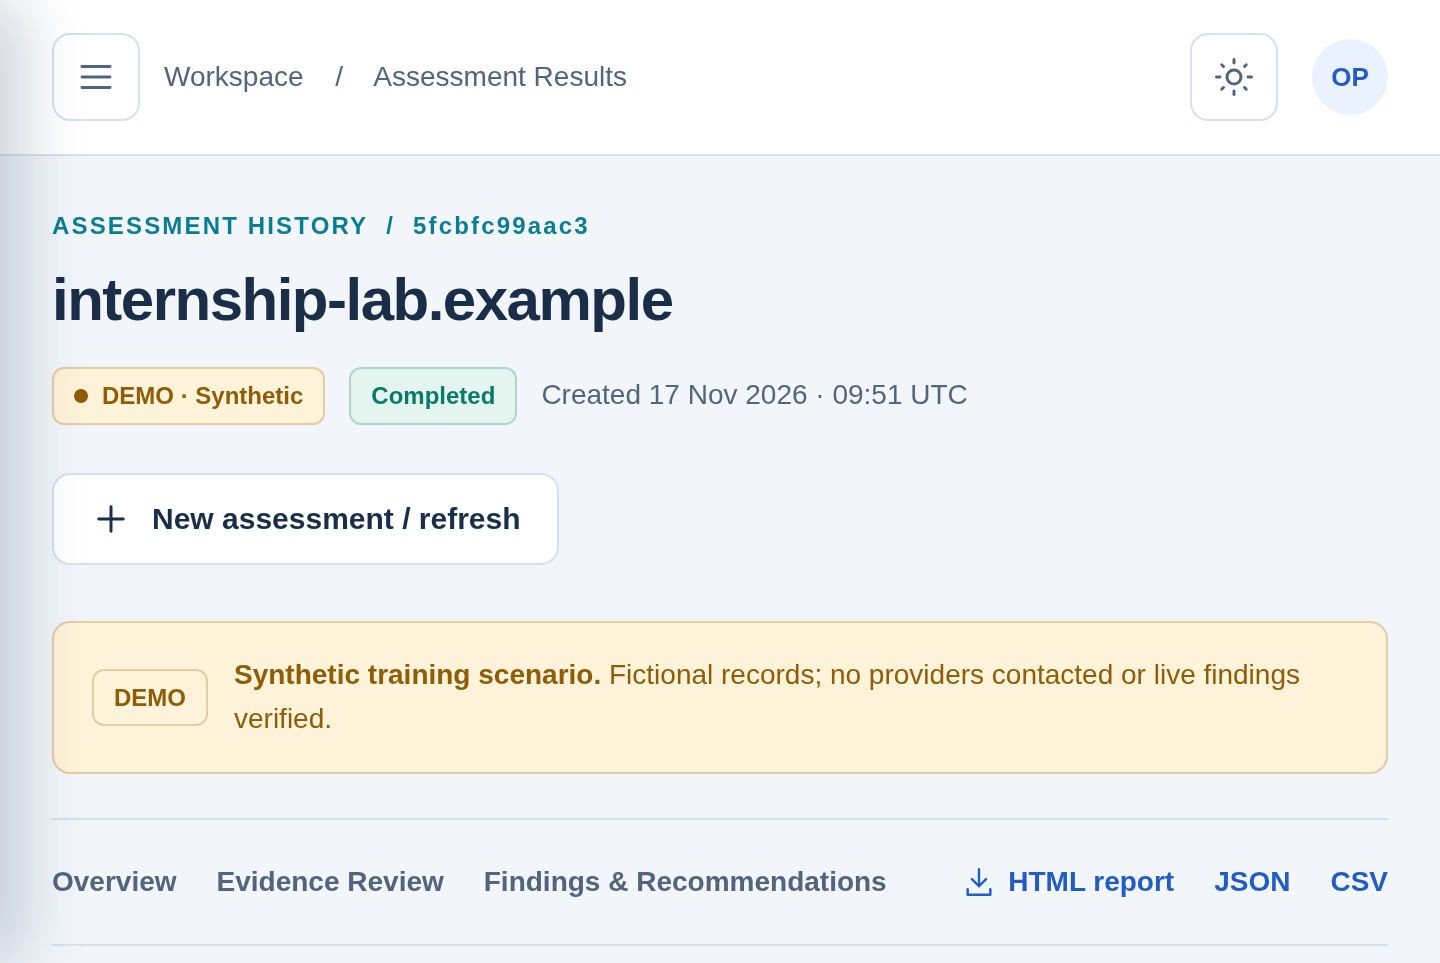 Workspace / Assessment Results
OP
ASSESSMENT HISTORY / 5fcbfc99aac3
internship-lab.example
DEMO · Synthetic
Completed
Created 17 Nov 2026 · 09:51 UTC
New assessment / refresh
DEMO
Synthetic training scenario. Fictional records; no providers contacted or live findings
verified.
Overview Evidence Review Findings & Recommendations HTML report JSON CSV